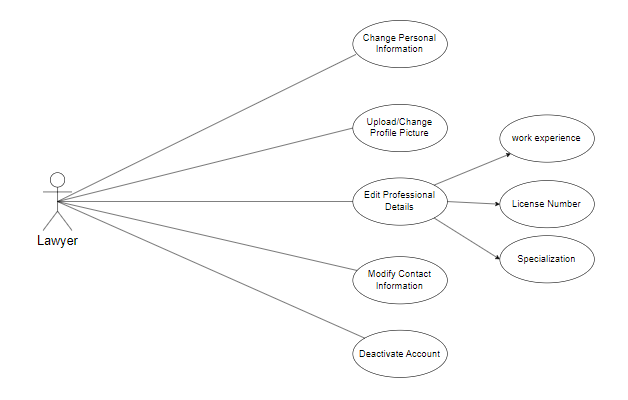 Change Personal
Information
Upload/Change
Profile Picture
work experience
Edit Professional
Details
License Number
Lawyer
Specialization
Modify Contact
Information
Deactivate Account